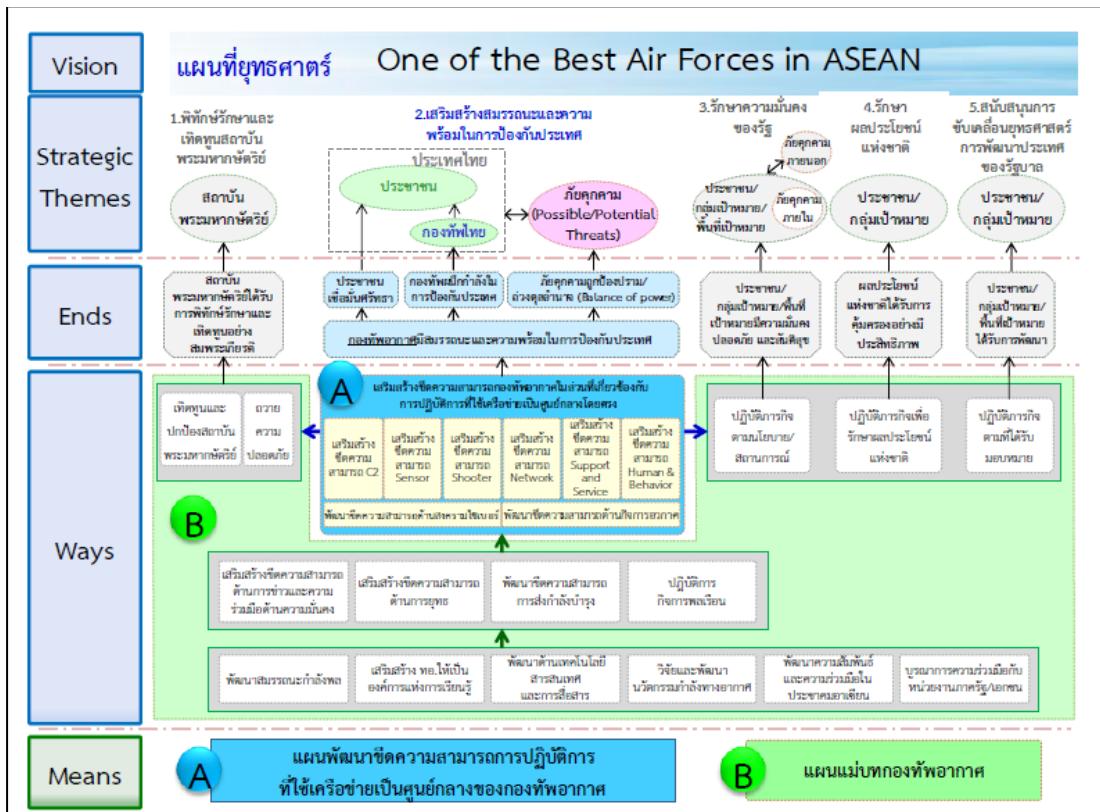 Vision
แผนที่ยุทธศาตร์ One of the Best Air Forces in ASEAN
Strategic
Themes
1.พิทักษ์รักษาและ
เทิดทูนสถาบัน
พระมหากษัตริย์
สถาบัน
พระมหากษัตริย์
2.เสริมสร้างสมรรถนะและความ
พร้อมในการป้องกันประเทศ
ประเทศไทย
ประชาชน
กองทัพไทย
ภัยคุกคาม
(Possible/Potential
Threats)
3.รักษาความมั่นคง
ของรัฐ
ภัยคุกคาม
ภายนอก
ประชาชน/
กลุ่มเป้าหมาย/
พื้นที่เป้าหมาย
ภัยคุกคาม
ภายใน
4.รักษา
ผลประโยชน์
แห่งชาติ
ประชาชน/
กลุ่มเป้าหมาย
5.สนับสนุนการ
ขับเคลื่อนยุทธศาสตร์
การพัฒนาประเทศ
ของรัฐบาล
ประชาชน/
กลุ่มเป้าหมาย
Ends
สถาบัน
พระมหากษัตริย์ได้รับ
การพิทักษ์รักษาและ
เทิดทูนอย่าง
สมพระเกียรติ
ประชาชน
เชื่อมั่นศรัทธา
กองทัพผนึกกำลังใน
การป้องกันประเทศ
ภัยคุกคามถูกป้องปราม/
ถ่วงดุลอำนาจ (Balance of power)
กองทัพอากาศมีสมรรถนะและความพร้อมในการป้องกันประเทศ
ประชาชน/
กลุ่มเป้าหมาย/พื้นที่
เป้าหมายมีความมั่นคง
ปลอดภัย และสันติสุข
ผลประโยชน์
แห่งชาติได้รับการ
คุ้มครองอย่างมี
ประสิทธิภาพ
ประชาชน/
กลุ่มเป้าหมาย/
พื้นที่เป้าหมาย
ได้รับการพัฒนา
Ways
เทิดทูนและ
ปกป้องสถาบัน
พระมหากษัตริย์
ถวาย
ความ
ปลอดภัย
A
เสริมสร้างขีดความสามารถกองทัพอากาศในส่วนที่เกี่ยวข้องกับ
การปฏิบัติการที่ใช้เครือข่ายเป็นศูนย์กลางโดยตรง
เสริมสร้าง
ขีดความ
สามารถ C2
เสริมสร้าง
ขีดความ
สามารถ
Sensor
เสริมสร้าง
ขีดความ
สามารถ
Shooter
เสริมสร้าง
ขีดความ
สามารถ
Network
เสริมสร้าง
ขีดความ
สามารถ
Support
and
Service
เสริมสร้าง
ขีดความ
สามารถ
Human &
Behavior
พัฒนาขีดความสามารถด้านสงครามไซเบอร์
พัฒนาขีดความสามารถด้านกิจการอวกาศ
ปฏิบัติภารกิจ
ตามนโยบาย/
สถานการณ์
ปฏิบัติภารกิจเพื่อ
รักษาผลประโยชน์
แห่งชาติ
ปฏิบัติภารกิจ
ตามที่ได้รับ
มอบหมาย
B
เสริมสร้างขีดความสามารถ
ด้านการข่าวและความ
ร่วมมือด้านความมั่นคง
เสริมสร้างขีดความสามารถ
ด้านการยุทธ
พัฒนาขีดความสามารถ
การส่งกำลังบำรุง
ปฏิบัติการ
กิจการพลเรือน
พัฒนาสมรรถนะกำลังพล
เสริมสร้าง ทอ.ให้เป็น
องค์การแห่งการเรียนรู้
พัฒนาด้านเทคโนโลยี
สารสนเทศ
และการสื่อสาร
วิจัยและพัฒนา
นวัตกรรมกำลังทางอากาศ
พัฒนาความสัมพันธ์
และความร่วมมือใน
ประชาคมอาเซียน
บูรณาการความร่วมมือกับ
หน่วยงานภาครัฐ/เอกชน
Means
A
แผนพัฒนาขีดความสามารถการปฏิบัติการ
ที่ใช้เครือข่ายเป็นศูนย์กลางของกองทัพอากาศ
B
แผนแม่บทกองทัพอากาศ